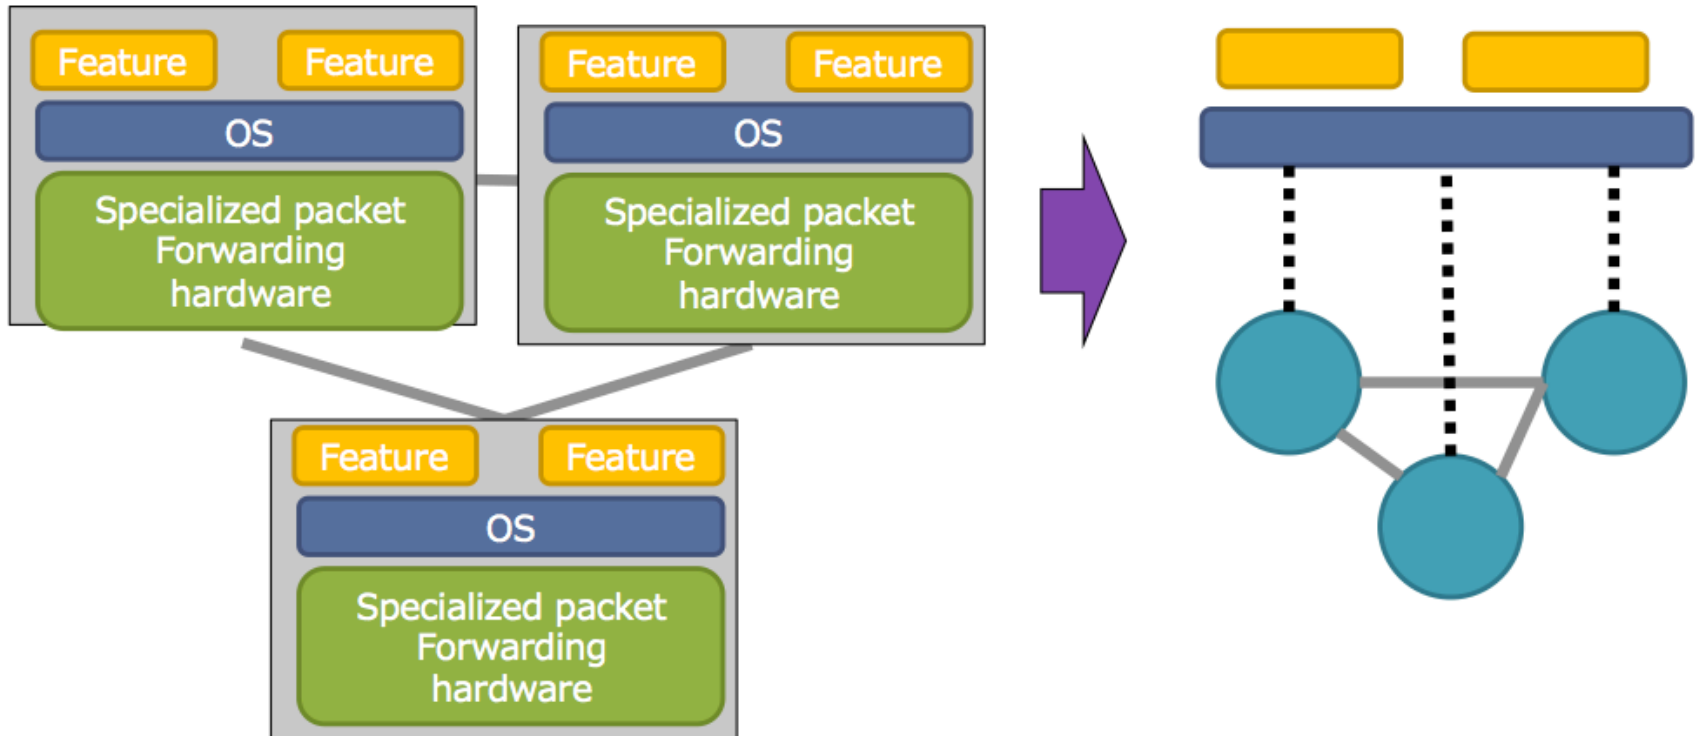 Feature Feature
OS
Specialized packet
Forwarding
hardware
Feature Feature
OS
Specialized packet
Forwarding
hardware
Feature Feature
OS
Specialized packet
Forwarding
hardware